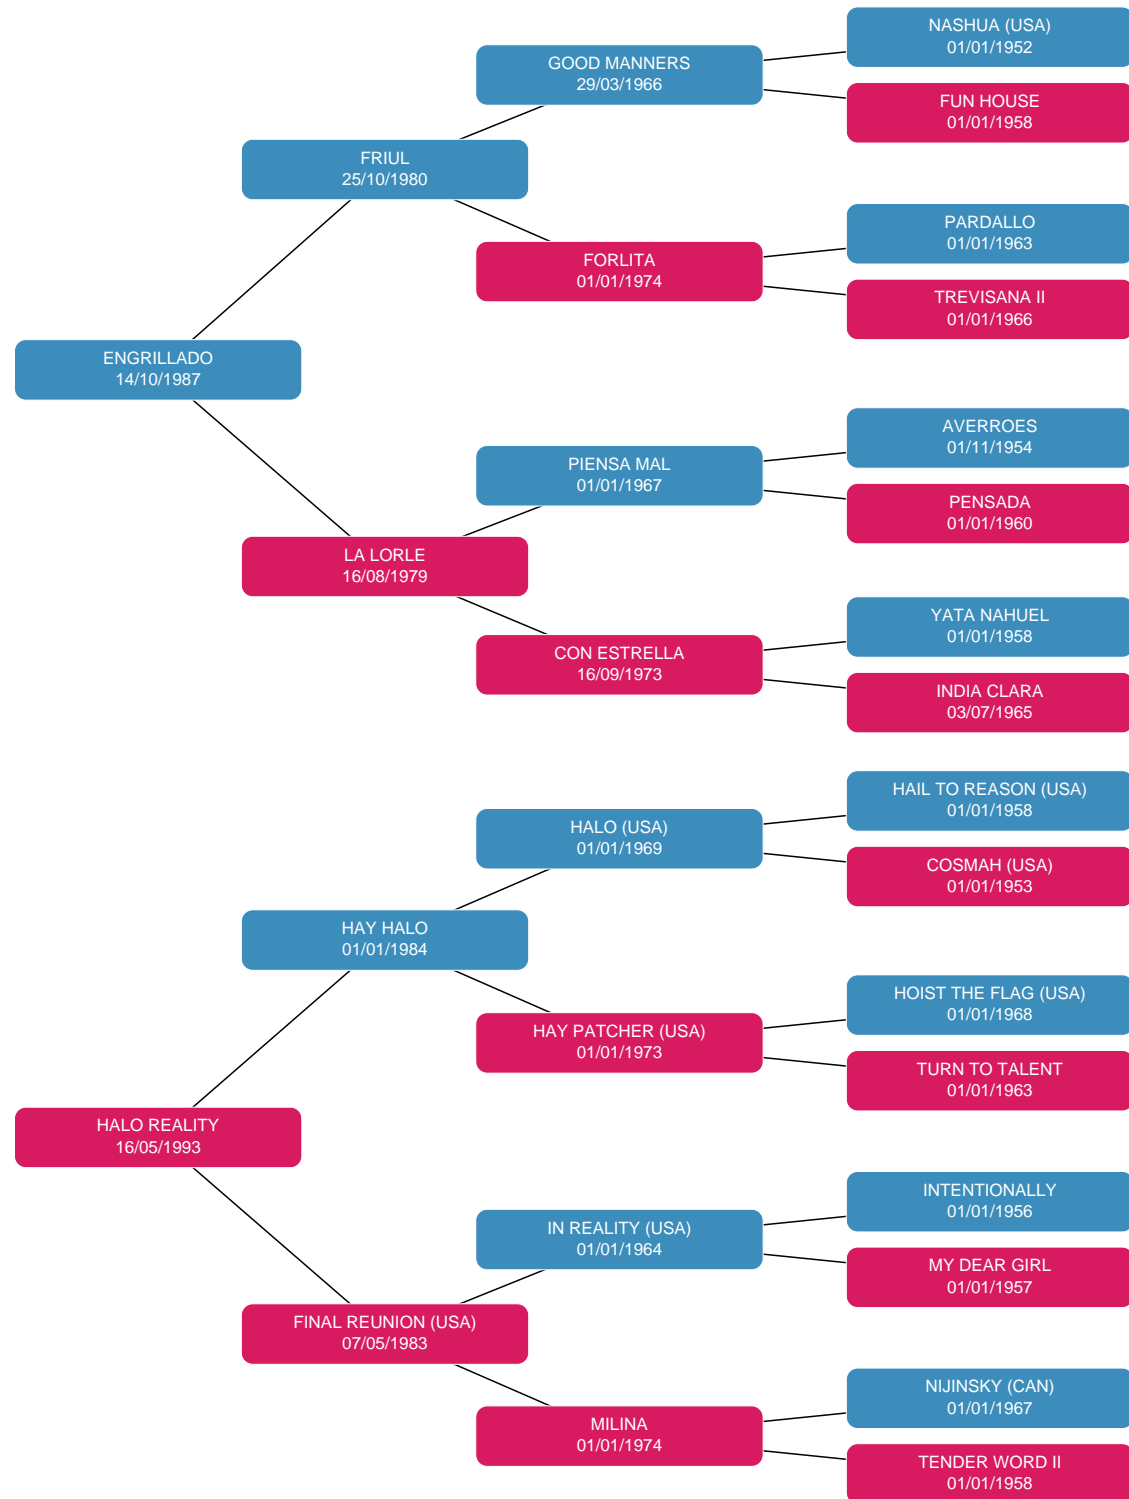 NASHUA (USA)
01/01/1952
GOOD MANNERS
29/03/1966
FUN HOUSE
01/01/1958
FRIUL
25/10/1980
PARDALLO
01/01/1963
FORLITA
01/01/1974
TREVISANA II
01/01/1966
ENGRILLADO
14/10/1987
AVERROES
01/11/1954
PIENSA MAL
01/01/1967
PENSADA
01/01/1960
LA LORLE
16/08/1979
YATA NAHUEL
01/01/1958
CON ESTRELLA
16/09/1973
INDIA CLARA
03/07/1965
HAIL TO REASON (USA)
01/01/1958
HALO (USA)
01/01/1969
COSMAH (USA)
01/01/1953
HAY HALO
01/01/1984
HOIST THE FLAG (USA)
01/01/1968
HAY PATCHER (USA)
01/01/1973
TURN TO TALENT
01/01/1963
HALO REALITY
16/05/1993
INTENTIONALLY
01/01/1956
IN REALITY (USA)
01/01/1964
MY DEAR GIRL
01/01/1957
FINAL REUNION (USA)
07/05/1983
NIJINSKY (CAN)
01/01/1967
MILINA
01/01/1974
TENDER WORD II
01/01/1958